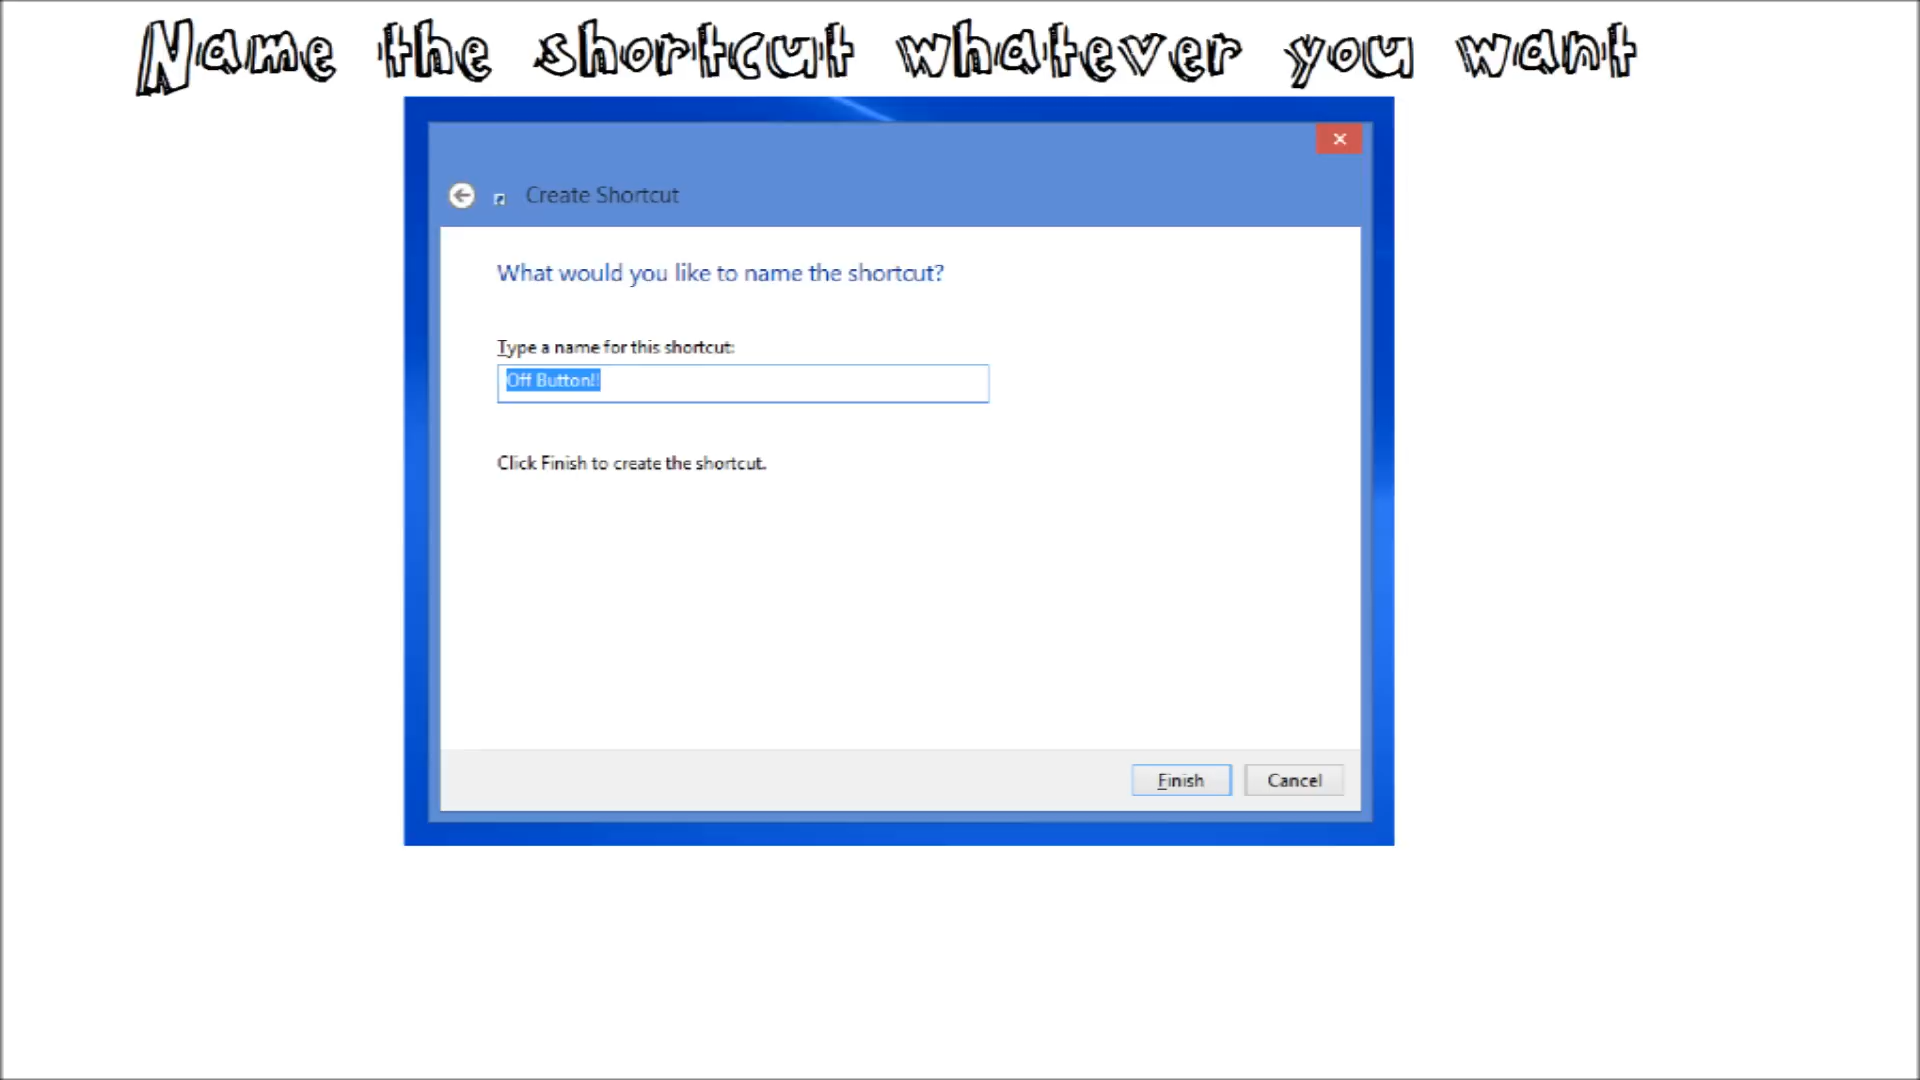 Name the shortcut whatever you want
Create Shortcut
What would you like to name the shortcut?
Type a name for this shortcut:
Off Button!!
Click Finish to create the shortcut.
Finish Cancel